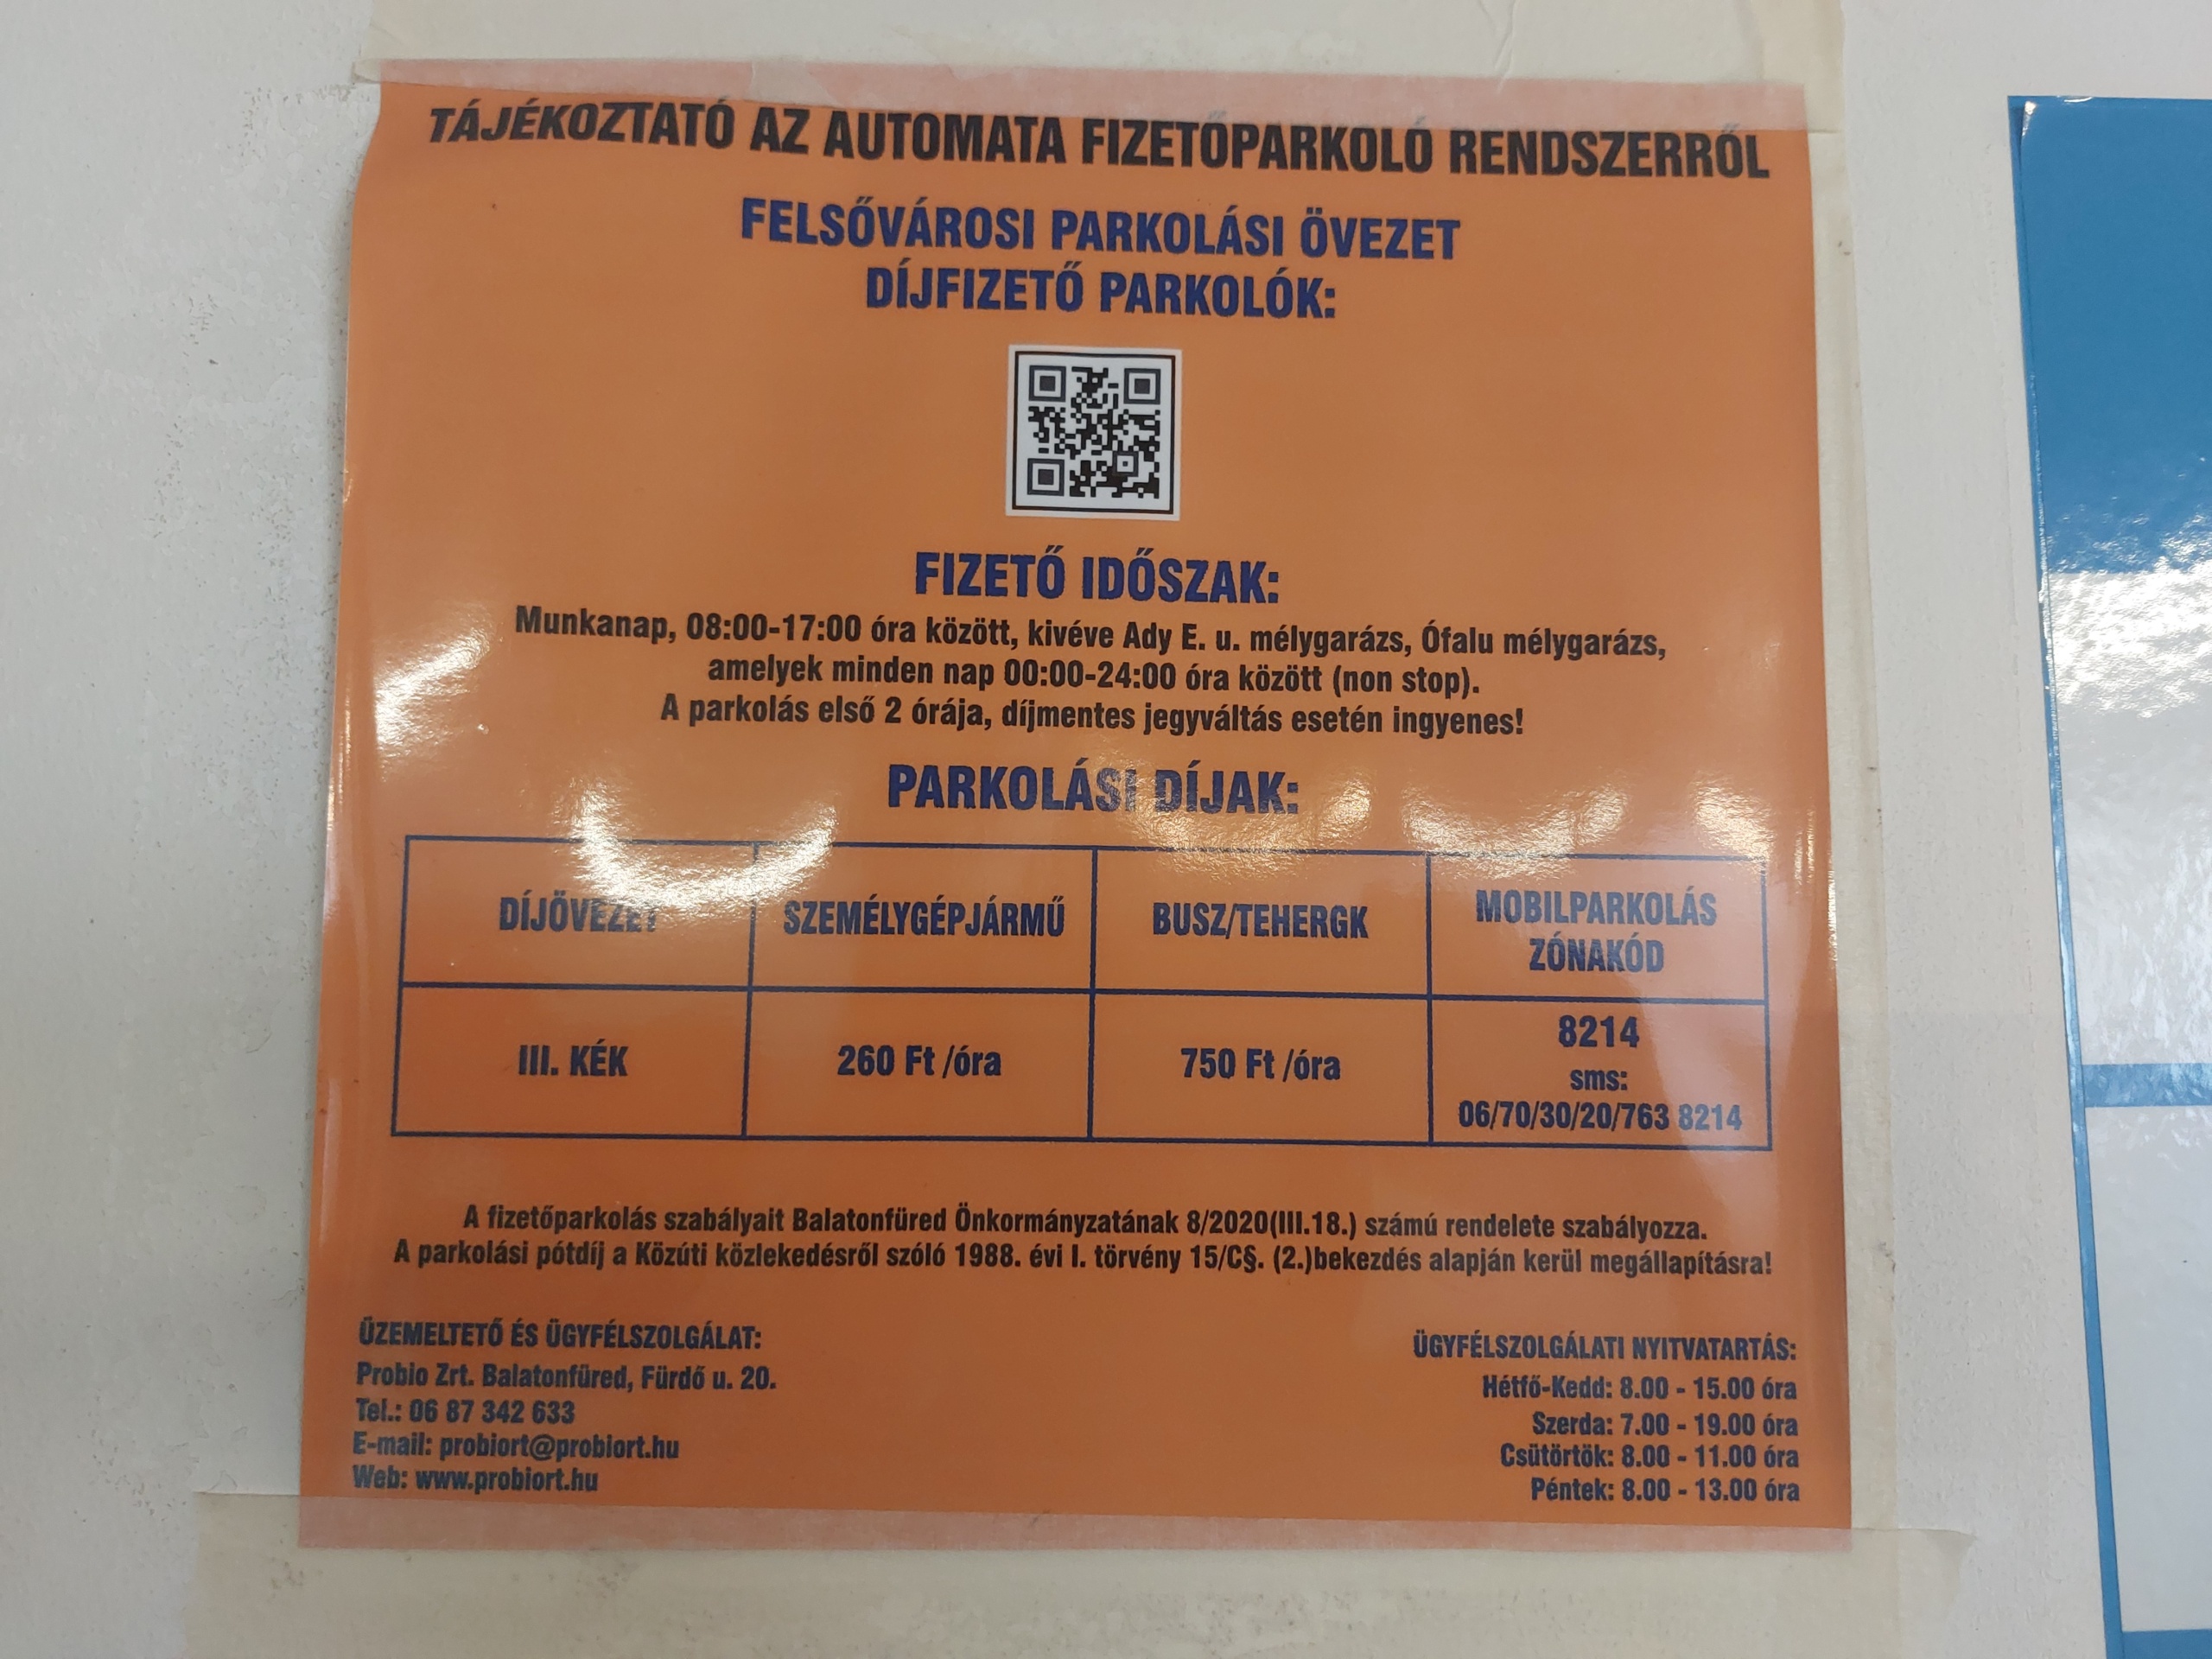 TÁJÉKOZTATÓ AZ AUTOMATA FIZETŐPARKOLÓ RENDSZERRŐL
FELSŐVÁROSI PARKOLÁSI ÖVEZET
DÍJFIZETŐ PARKOLÓK:
FIZETŐ IDŐSZAK:
Munkanap, 08:00-17:00 óra között, kivéve Ady E. u. mélygarázs, Ófalu mélygarázs,
amelyek minden nap 00:00-24:00 óra között (non stop).
A parkolás első 2 órája, díjmentes jegyváltás esetén ingyenes!
PARKOLÁSI DÍJAK:
DÍJÖVEZET SZEMÉLYGÉPJÁRMŰ BUSZ/TEHERGK MOBILPARKOLÁS
ZÓNAKÓD
III. KÉK 260 Ft /óra 750 Ft /óra 8214
sms:
06/70/30/20/763 8214
A fizetőparkolás szabályait Balatonfüred Önkormányzatának 8/2020(III.18.) számú rendelete szabályozza.
A parkolási pótdíj a Közúti közlekedésről szóló 1988. évi I. törvény 15/C§. (2.)bekezdés alapján kerül megállapításra!
ÜZEMELTETŐ ÉS ÜGYFÉLSZOLGÁLAT:
Probio Zrt. Balatonfüred, Fürdő u. 20.
Tel.: 06 87 342 633
E-mail: probiort@probiort.hu
Web: www.probiort.hu
ÜGYFÉLSZOLGÁLATI NYITVATARTÁS:
Hétfő-Kedd: 8.00 - 15.00 óra
Szerda: 7.00 - 19.00 óra
Csütörtök: 8.00 - 11.00 óra
Péntek: 8.00 - 13.00 óra